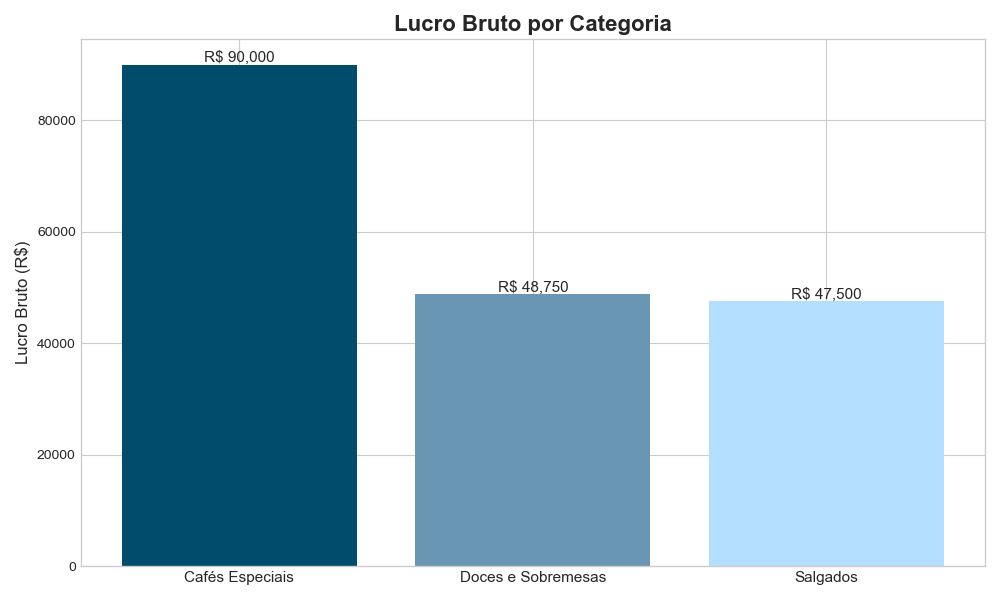 Lucro Bruto por Categoria
Lucro Bruto (R$)
80000
60000
40000
20000
0
R$ 90,000
R$ 48,750
R$ 47,500
Cafés Especiais
Doces e Sobremesas
Salgados